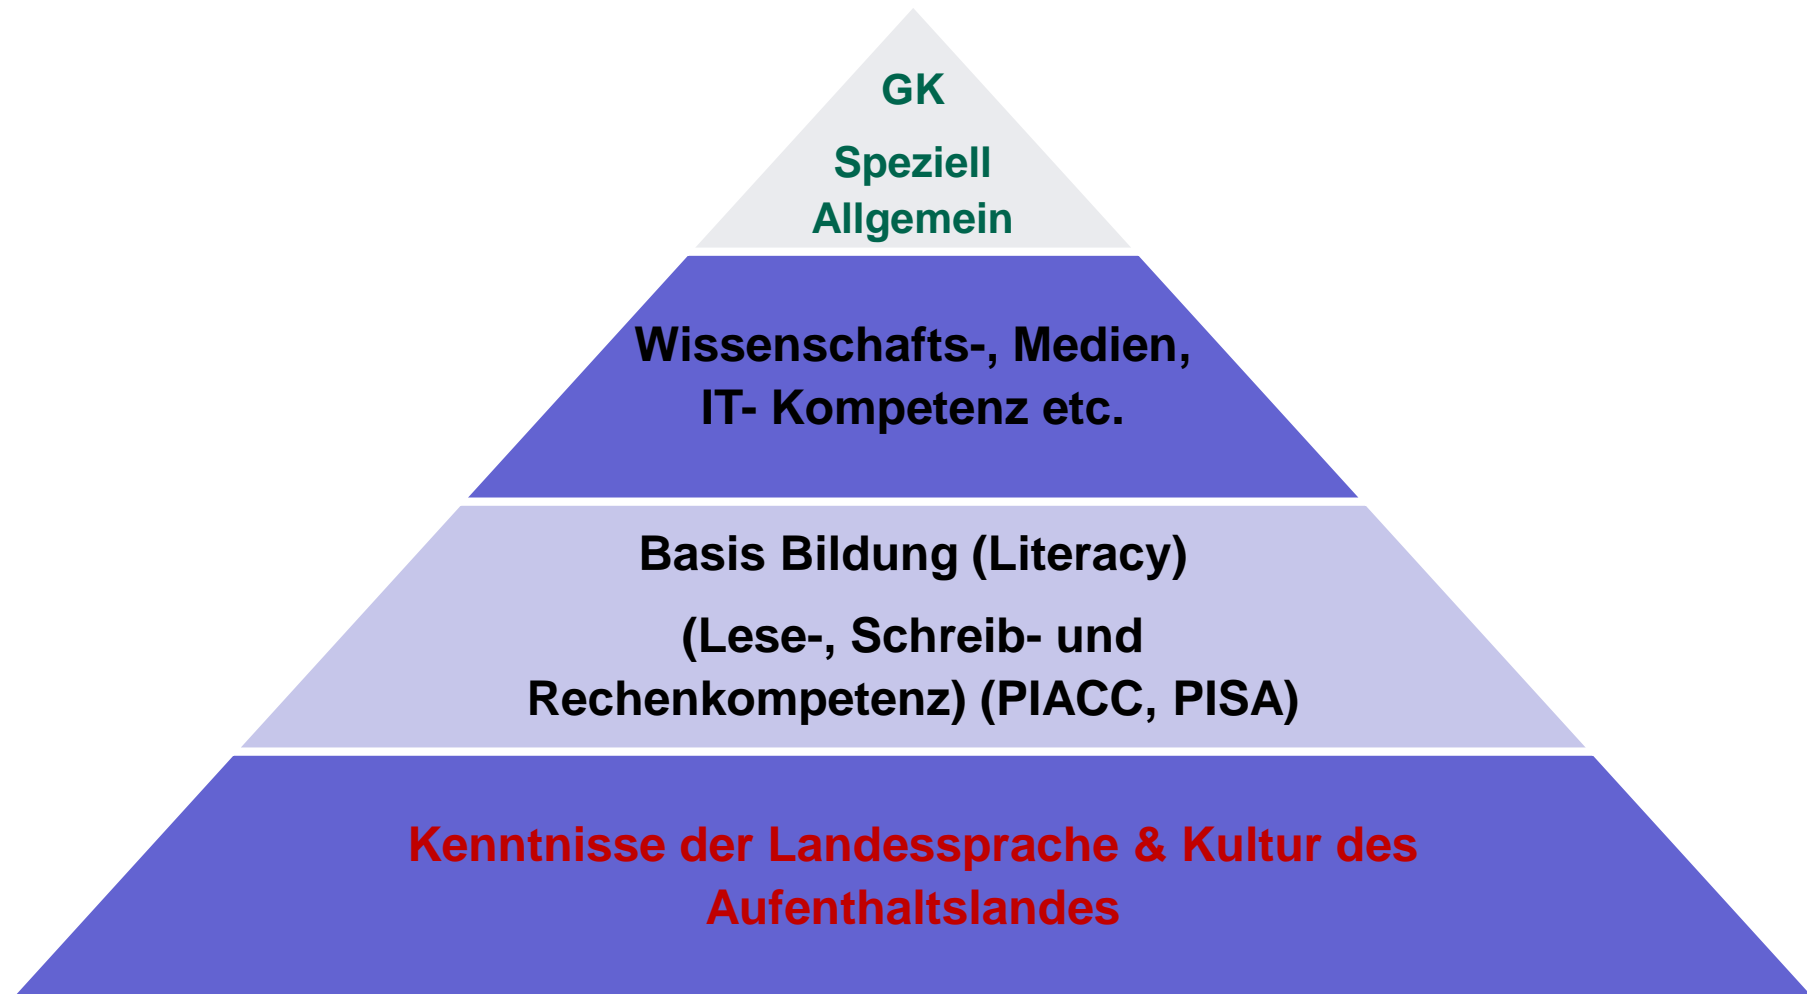 GK
Speziell
Allgemein
Wissenschafts-, Medien,
IT- Kompetenz etc.
Basis Bildung (Literacy)
(Lese-, Schreib- und
Rechenkompetenz) (PIACC, PISA)
Kenntnisse der Landessprache & Kultur des
Aufenthaltslandes